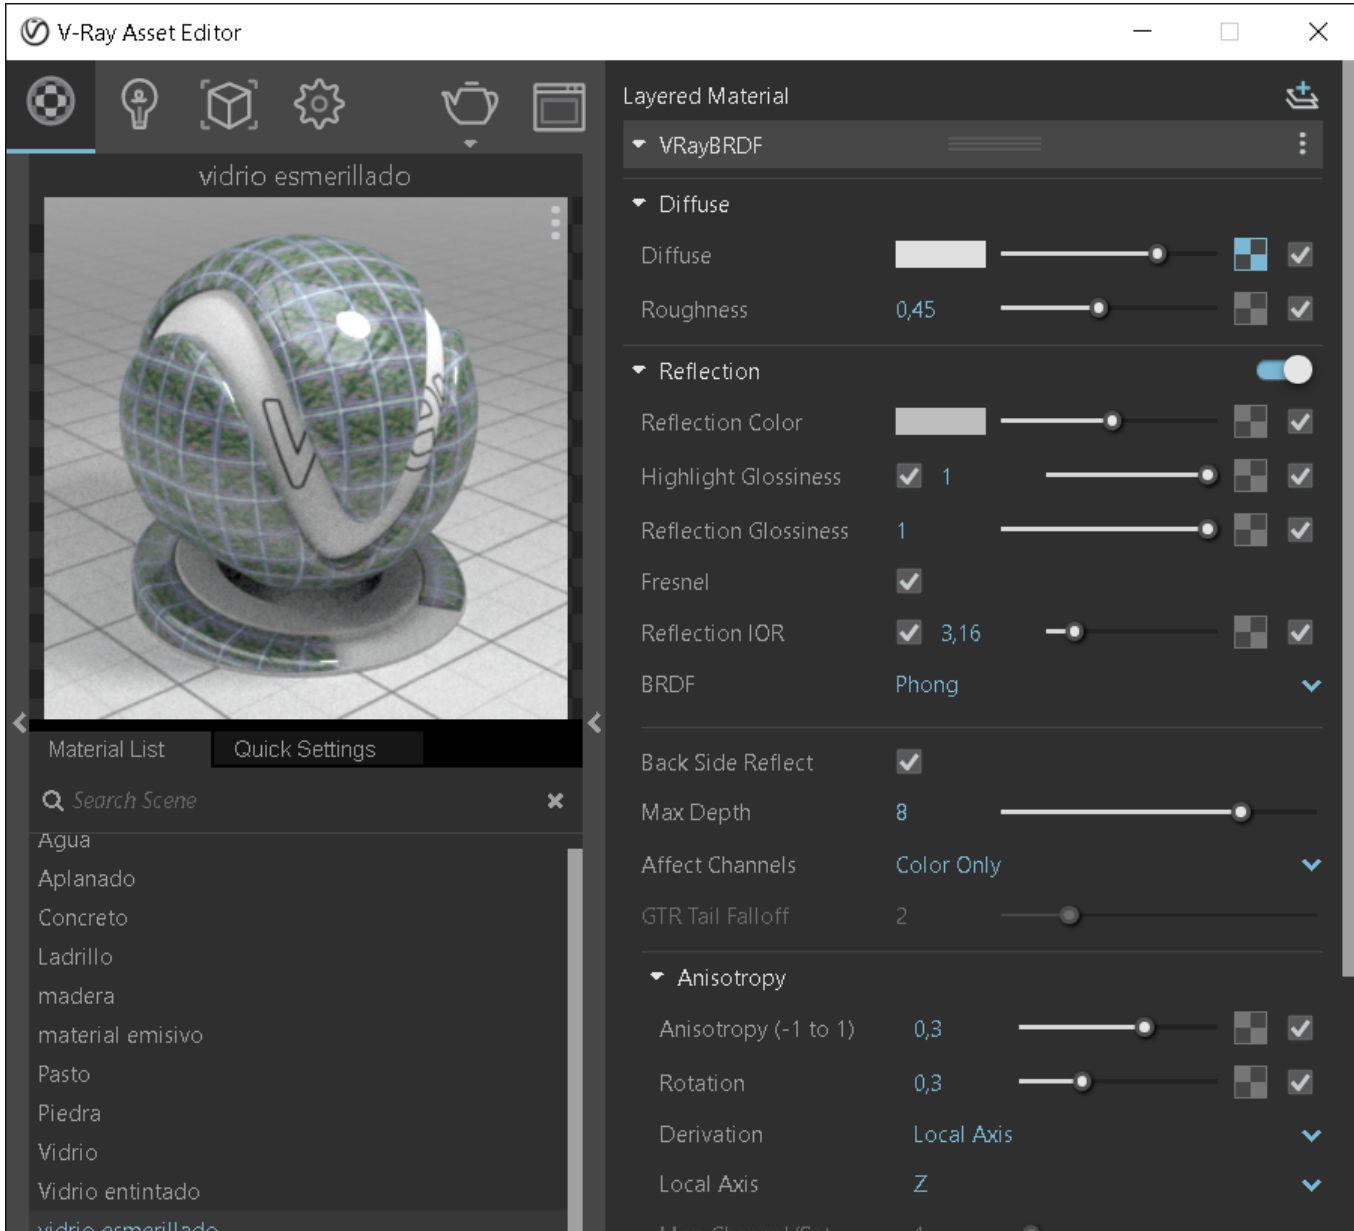 V-Ray Asset Editor
vidrio esmerillado
Material List
Quick Settings
Search Scene
Agua
Aplanado
Concreto
Ladrillo
madera
material emisivo
Pasto
Piedra
Vidrio
Vidrio entintado
vidrio esmerillado
Layered Material
VRayBRDF
Diffuse
Diffuse
Roughness 0,45
Reflection
Reflection Color
Highlight Glossiness 1
Reflection Glossiness 1
Fresnel
Reflection IOR 3,16
BRDF Phong
Back Side Reflect
Max Depth 8
Affect Channels Color Only
GTR Tail Falloff 2
Anisotropy
Anisotropy (-1 to 1) 0,3
Rotation 0,3
Derivation Local Axis
Local Axis Z